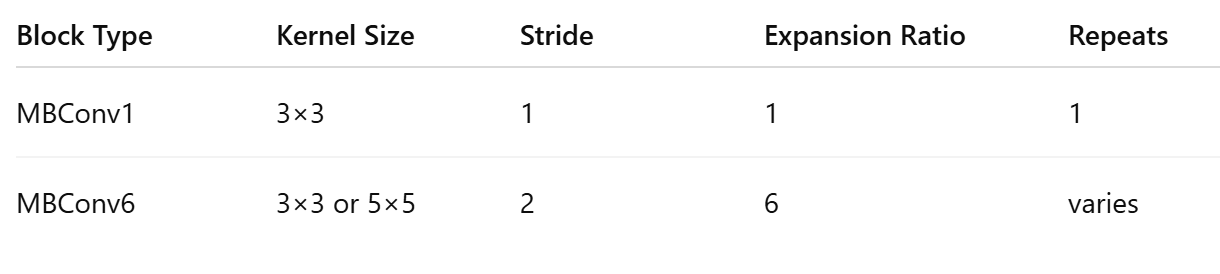 Block Type Kernel Size Stride Expansion Ratio Repeats
MBConv1 3×3 1 1 1
MBConv6 3×3 or 5×5 2 6 varies